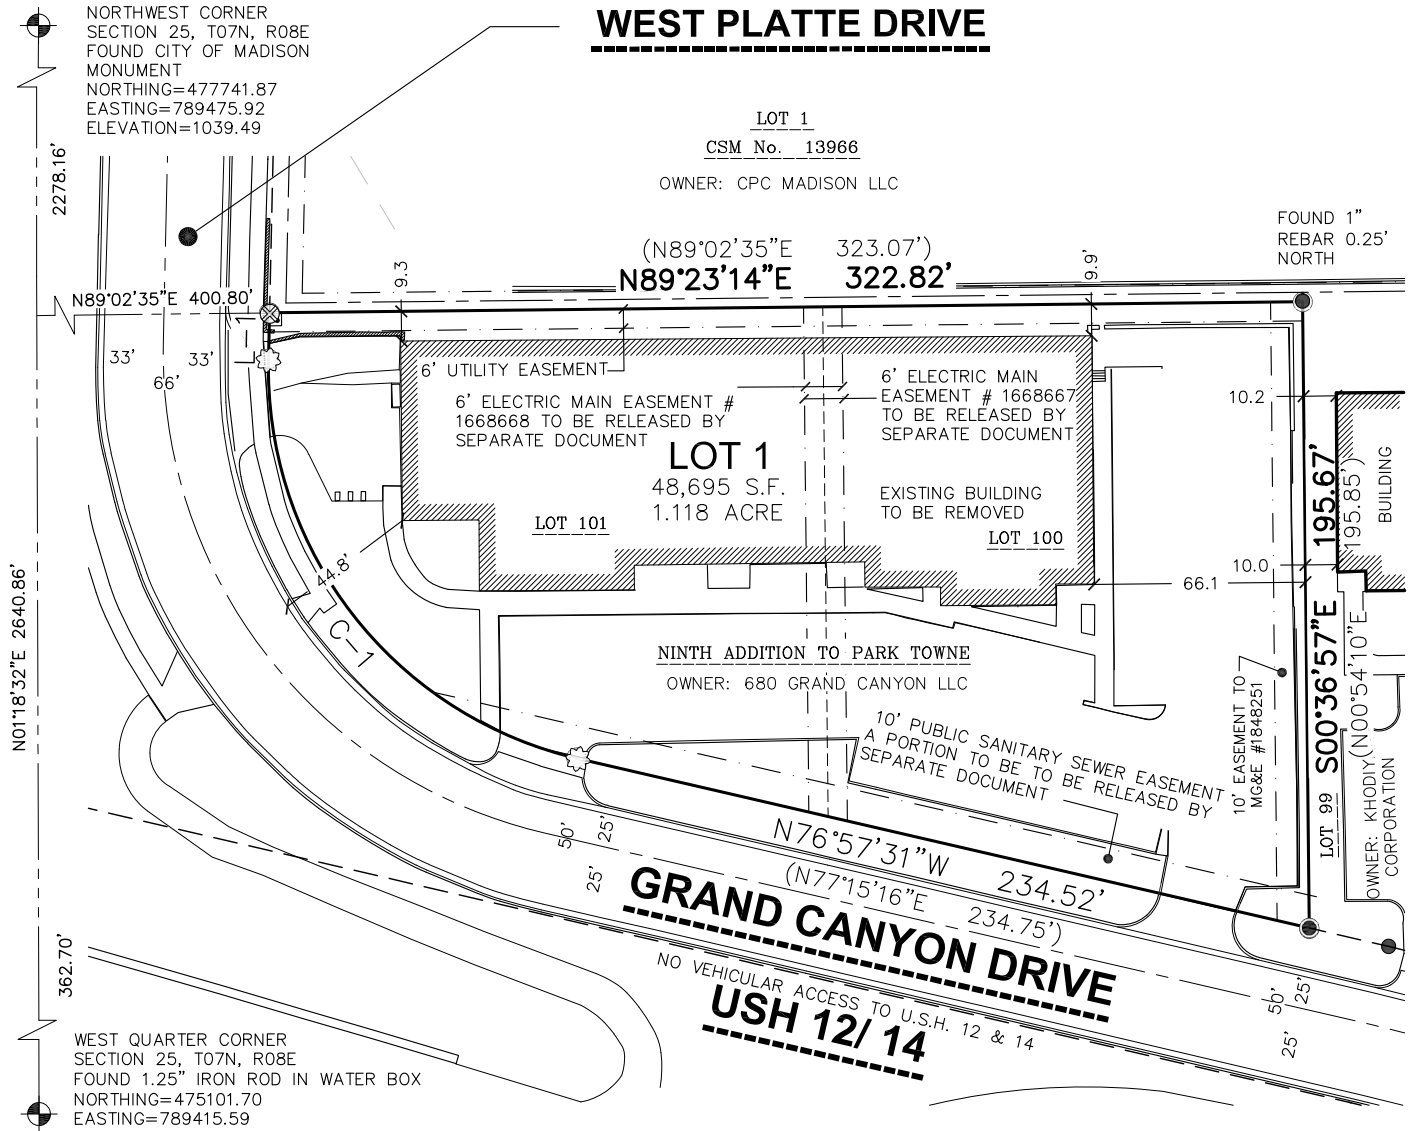 NORTHWEST CORNER
SECTION 25, T07N, R08E
FOUND CITY OF MADISON
MONUMENT
NORTHING=477741.87
EASTING=789475.92
ELEVATION=1039.49
WEST PLATTE DRIVE
LOT 1
CSM No. 13966
OWNER: CPC MADISON LLC
2278.16'
FOUND 1"
REBAR 0.25'
NORTH
(N89°02'35"E 323.07')
N89°23'14"E 322.82'
9.3
9.9'
N89°02'35"E 400.80'
L-1
33'
33'
66'
6' UTILITY EASEMENT
6' ELECTRIC MAIN EASEMENT #
1668668 TO BE RELEASED BY
SEPARATE DOCUMENT
6' ELECTRIC MAIN
EASEMENT # 1668667
TO BE RELEASED BY
SEPARATE DOCUMENT
10.2
LOT 1
48,695 S.F.
1.118 ACRE
EXISTING BUILDING
TO BE REMOVED
LOT 101
LOT 100
195.67'
(195.85')
BUILDING
10.0
66.1
44.8'
C-1
N01°18'32"E 2640.86'
NINTH ADDITION TO PARK TOWNE
OWNER: 680 GRAND CANYON LLC
S00°36'57"E
(N00°54'10"E
10' EASEMENT TO
MG&E #1848251
10' PUBLIC SANITARY SEWER EASEMENT
A PORTION TO BE TO BE RELEASED BY
SEPARATE DOCUMENT
LOT 99
OWNER: KHODIYAR
CORPORATION
N76°57'31"W 234.52'
(N77°15'16"E 234.75')
50'
25'
25'
GRAND CANYON DRIVE
NO VEHICULAR ACCESS TO U.S.H. 12 & 14
USH 12/ 14
50'
25'
25'
362.70'
WEST QUARTER CORNER
SECTION 25, T07N, R08E
FOUND 1.25" IRON ROD IN WATER BOX
NORTHING=475101.70
EASTING=789415.59